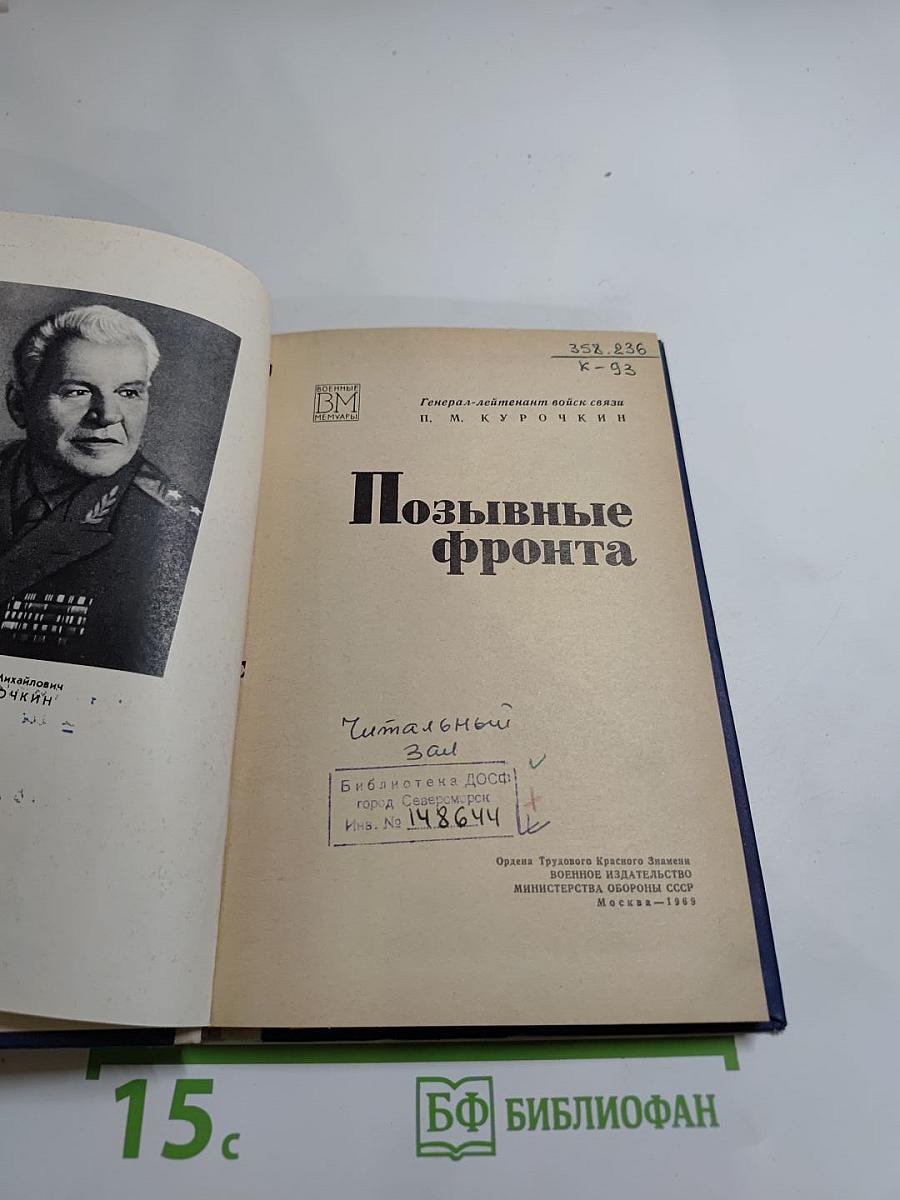 Михайлович
ОЧКИН
358.236
К-93
ВОЕННЫЕ
ВМ
МЕМУАРЫ
Генерал-лейтенант войск связи
П. М. КУРОЧКИН
Позывные
фронта
Читальный
зал
Библиотека ДОСФ
город Североморск
Инв. № 148644
Ордена Трудового Красного Знамени
ВОЕННОЕ ИЗДАТЕЛЬСТВО
МИНИСТЕРСТВА ОБОРОНЫ СССР
Москва—1969
15 с
БФ БИБЛИОФАН